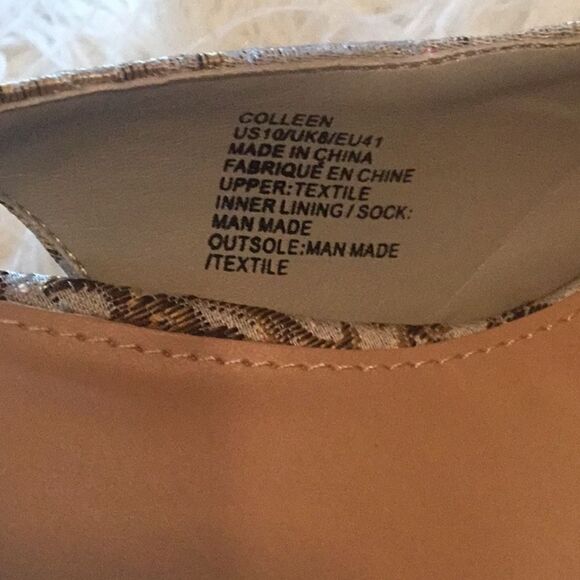 COLLEEN
US10/UK8/EU41
MADE IN CHINA
FABRIQUÉ EN CHINE
UPPER:TEXTILE
INNER LINING/SOCK:
MAN MADE
OUTSOLE:MAN MADE
/TEXTILE